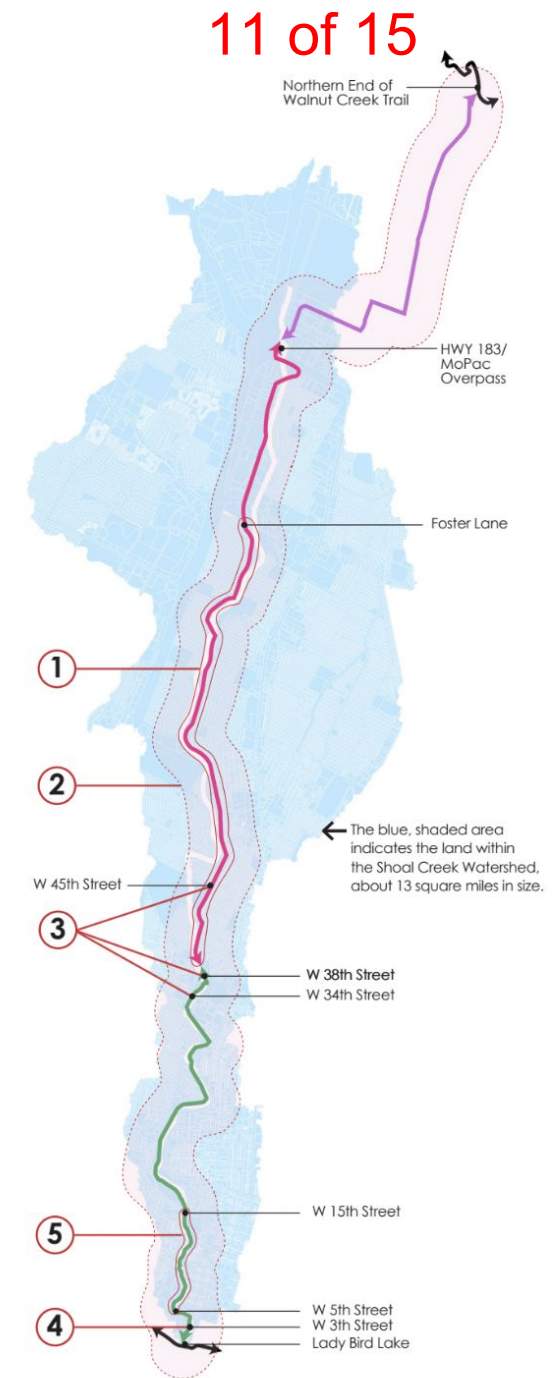 11 of 15
Northern End of
Walnut Creek Trail
HWY 183/
MoPac
Overpass
Foster Lane
1
2
The blue, shaded area
indicates the land within
the Shoal Creek Watershed,
about 13 square miles in size.
W 45th Street
3
W 38th Street
W 34th Street
W 15th Street
5
W 5th Street
4
W 3th Street
Lady Bird Lake